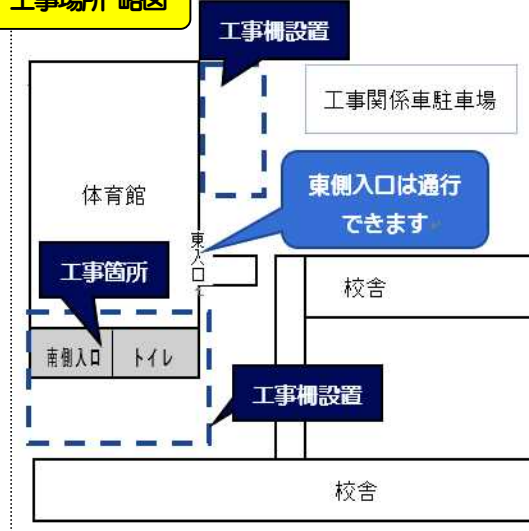 工事場所 略図
工事柵設置
工事関係車駐車場
体育館
東側入口は通行
できます
東入口
工事箇所
校舎
南側入口
トイレ
工事柵設置
校舎